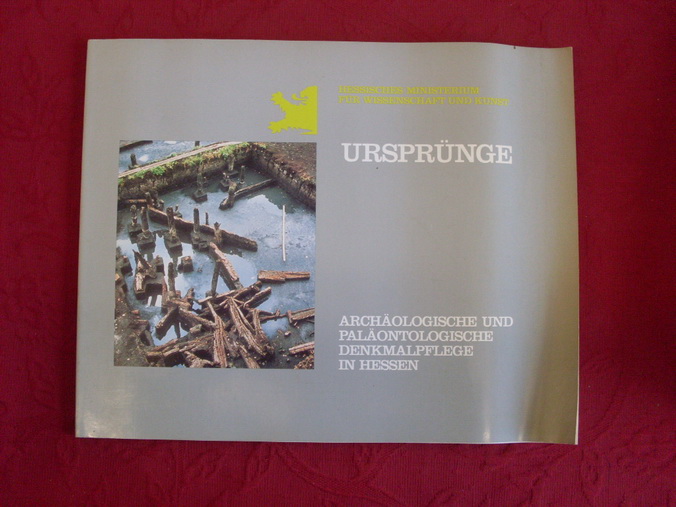 HESSISCHES MINISTERIUM
FÜR WISSENSCHAFT UND KUNST
URSPRÜNGE
ARCHÄOLOGISCHE UND
PALÄONTOLOGISCHE
DENKMALPFLEGE
IN HESSEN